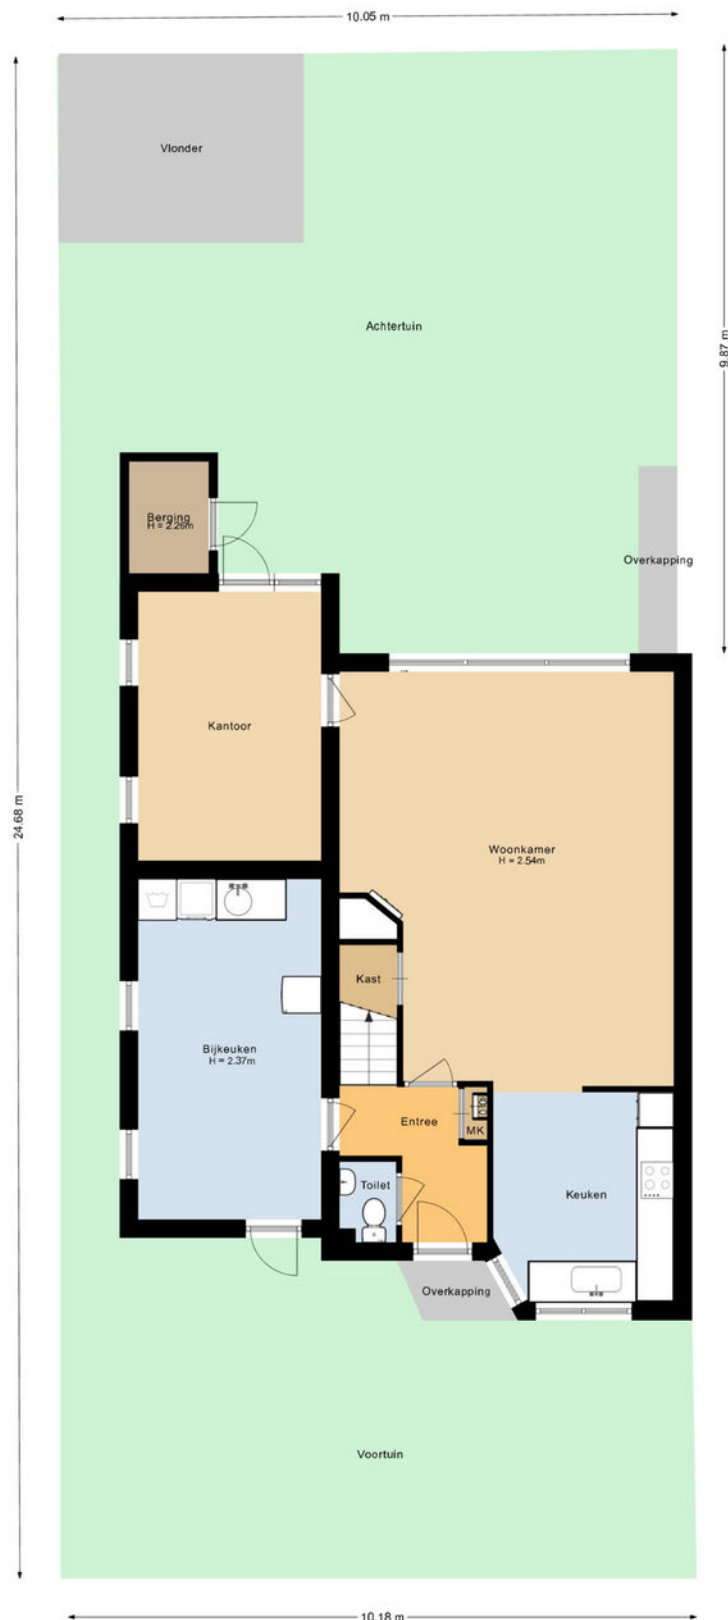 10.05 m
Vlonder
Achtertuin
9.87 m
Berging
H = 2.26m
Overkapping
Kantoor
24.68 m
Woonkamer
H = 2.54m
Kast
Bijkeuken
H = 2.37m
Entree
MK
Toilet
Keuken
Overkapping
Voortuin
10.18 m